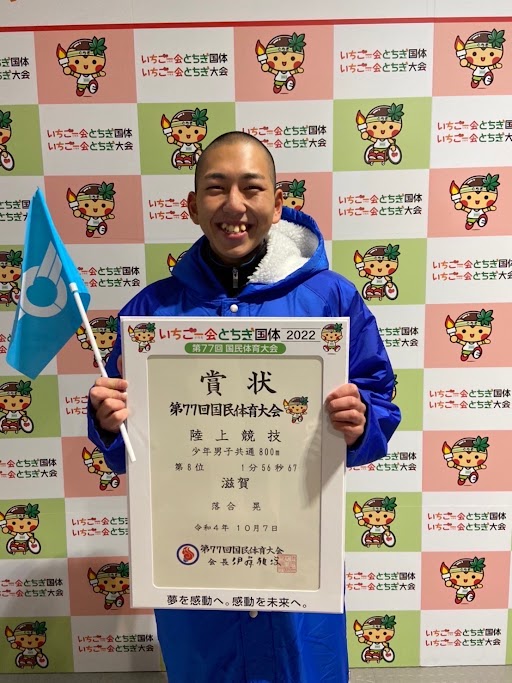 いちご一会とちぎ国体
いちご一会とちぎ大会
いちご一会とちぎ国体 2022
第77回 国民体育大会
賞状
第77回国民体育大会
陸上競技
少年男子共通800m
第8位 1分56秒67
滋賀
落合 晃
令和4年 10月7日
第77回国民体育大会
会長
夢を感動へ。感動を未来へ。